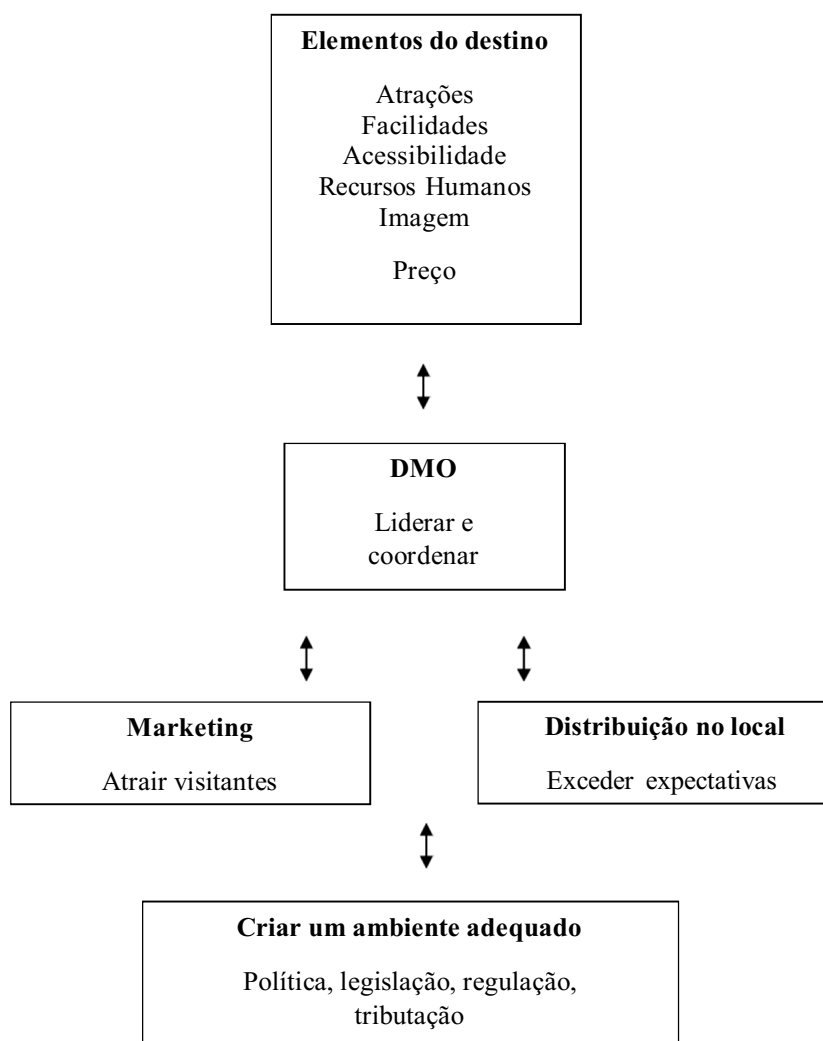 Elementos do destino
Atrações
Facilidades
Acessibilidade
Recursos Humanos
Imagem
Preço
DMO
Liderar e
coordenar
Marketing
Atrair visitantes
Distribuição no local
Exceder expectativas
Criar um ambiente adequado
Política, legislação, regulação,
tributação